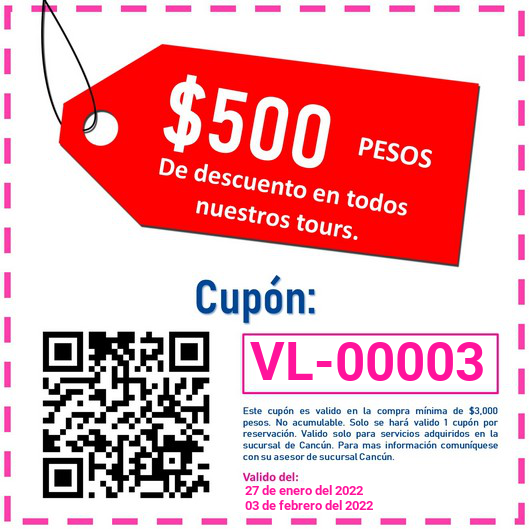 $500 PESOS
De descuento en todos
nuestros tours.
Cupón:
VL-00003
Este cupón es valido en la compra mínima de $3,000
pesos. No acumulable. Solo se hará valido 1 cupón por
reservación. Valido solo para servicios adquiridos en la
sucursal de Cancún. Para mas información comuníquese
con su asesor de sucursal Cancún.
Valido del:
27 de enero del 2022
03 de febrero del 2022